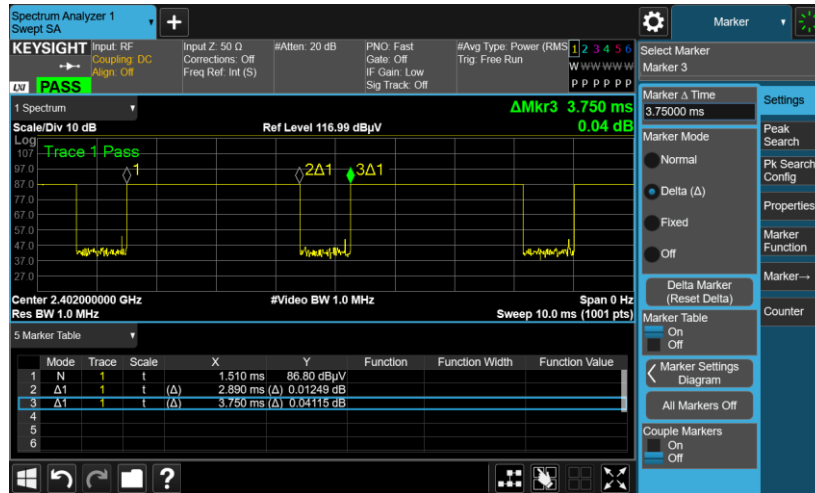 Spectrum Analyzer 1
Swept SA
Marker
KEYSIGHT
Input: RF
Coupling: DC
Align: Off
Input Z: 50 Ω
Corrections: Off
Freq Ref: Int (S)
#Atten: 20 dB
PNO: Fast
Gate: Off
IF Gain: Low
Sig Track: Off
#Avg Type: Power (RMS
Trig: Free Run
1 2 3 4 5 6
W W W W W W
P P P P P P
LXI PASS
Select Marker
Marker 3
1 Spectrum
ΔMkr3 3.750 ms
0.04 dB
Scale/Div 10 dB
Ref Level 116.99 dBµV
Log
Trace 1 Pass
107
97.0
87.0
77.0
67.0
57.0
47.0
37.0
27.0
1
2Δ1
3Δ1
Center 2.402000000 GHz
#Video BW 1.0 MHz
Span 0 Hz
Res BW 1.0 MHz
Sweep 10.0 ms (1001 pts)
5 Marker Table
Mode Trace Scale X Y Function Function Width Function Value
1 N 1 t 1.510 ms 86.80 dBµV
2 Δ1 1 t (Δ) 2.890 ms (Δ) 0.01249 dB
3 Δ1 1 t (Δ) 3.750 ms (Δ) 0.04115 dB
4
5
6
Marker Δ Time
3.75000 ms
Marker Mode
Normal
Delta (Δ)
Fixed
Off
Delta Marker
(Reset Delta)
Marker Table
On
Off
Marker Settings
Diagram
All Markers Off
Couple Markers
On
Off
Settings
Peak
Search
Pk Search
Config
Properties
Marker
Function
Marker→
Counter